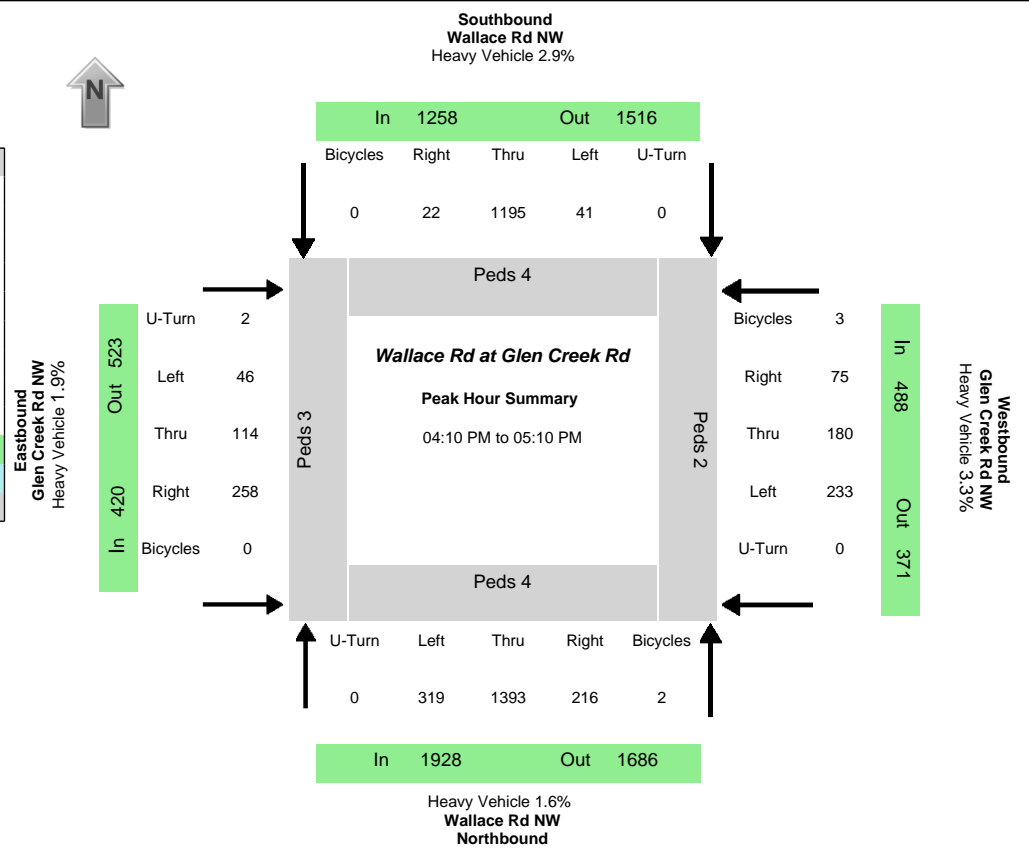 Southbound
Wallace Rd NW
Heavy Vehicle 2.9%
N
In 1258 Out 1516
Bicycles Right Thru Left U-Turn
0 22 1195 41 0
Peds 4
U-Turn 2
Left 46
Thru 114
Right 258
Bicycles 0
Out 523
In 420
Eastbound
Glen Creek Rd NW
Heavy Vehicle 1.9%
Peds 3
Wallace Rd at Glen Creek Rd
Peak Hour Summary
04:10 PM to 05:10 PM
Peds 2
Bicycles 3
Right 75
Thru 180
Left 233
U-Turn 0
In 488
Out 371
Westbound
Glen Creek Rd NW
Heavy Vehicle 3.3%
Peds 4
U-Turn Left Thru Right Bicycles
0 319 1393 216 2
In 1928 Out 1686
Heavy Vehicle 1.6%
Wallace Rd NW
Northbound